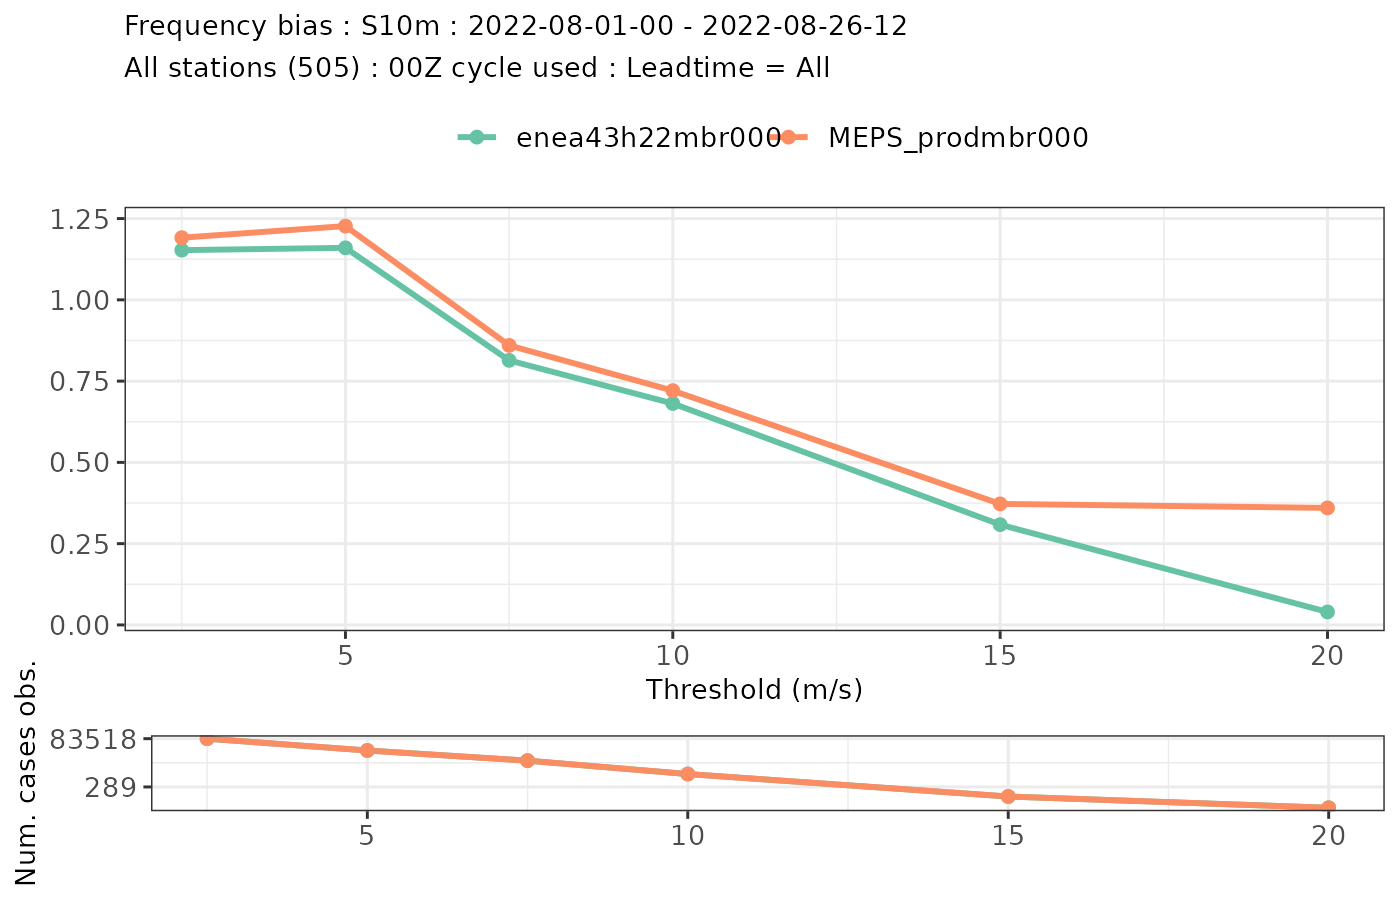 Frequency bias : S10m : 2022-08-01-00 - 2022-08-26-12
All stations (505) : 00Z cycle used : Leadtime = All
enea43h22mbr000 MEPS_prodmbr000
1.25
1.00
0.75
0.50
0.25
0.00
5 10 15 20
Threshold (m/s)
Num. cases obs.
83518
289
5 10 15 20